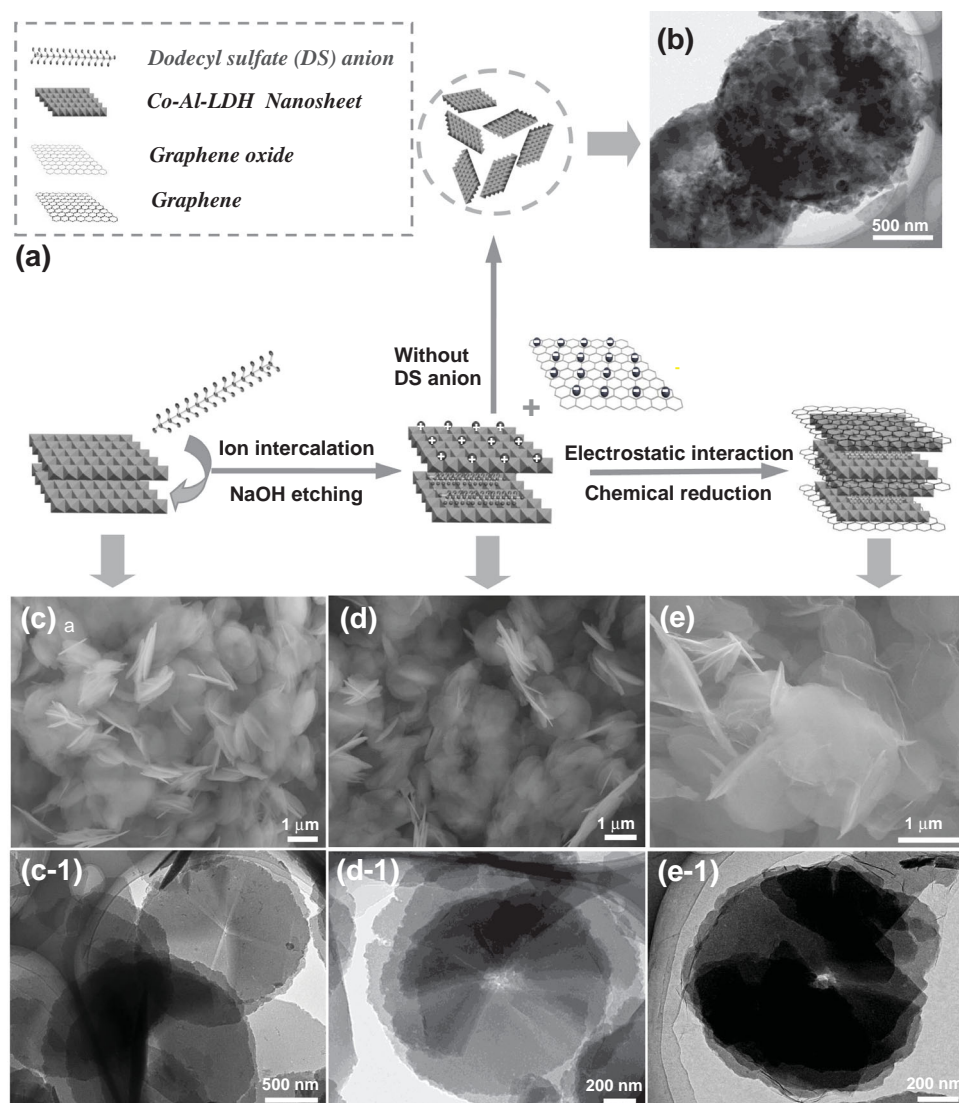 Dodecyl sulfate (DS) anion
Co-Al-LDH Nanosheet
Graphene oxide
Graphene
(b)
500 nm
(a)
Without
DS anion
+
Ion intercalation
NaOH etching
Electrostatic interaction
Chemical reduction
(c)
a
1 μm
(d)
1 μm
(e)
1 μm
(c-1)
500 nm
(d-1)
200 nm
(e-1)
200 nm